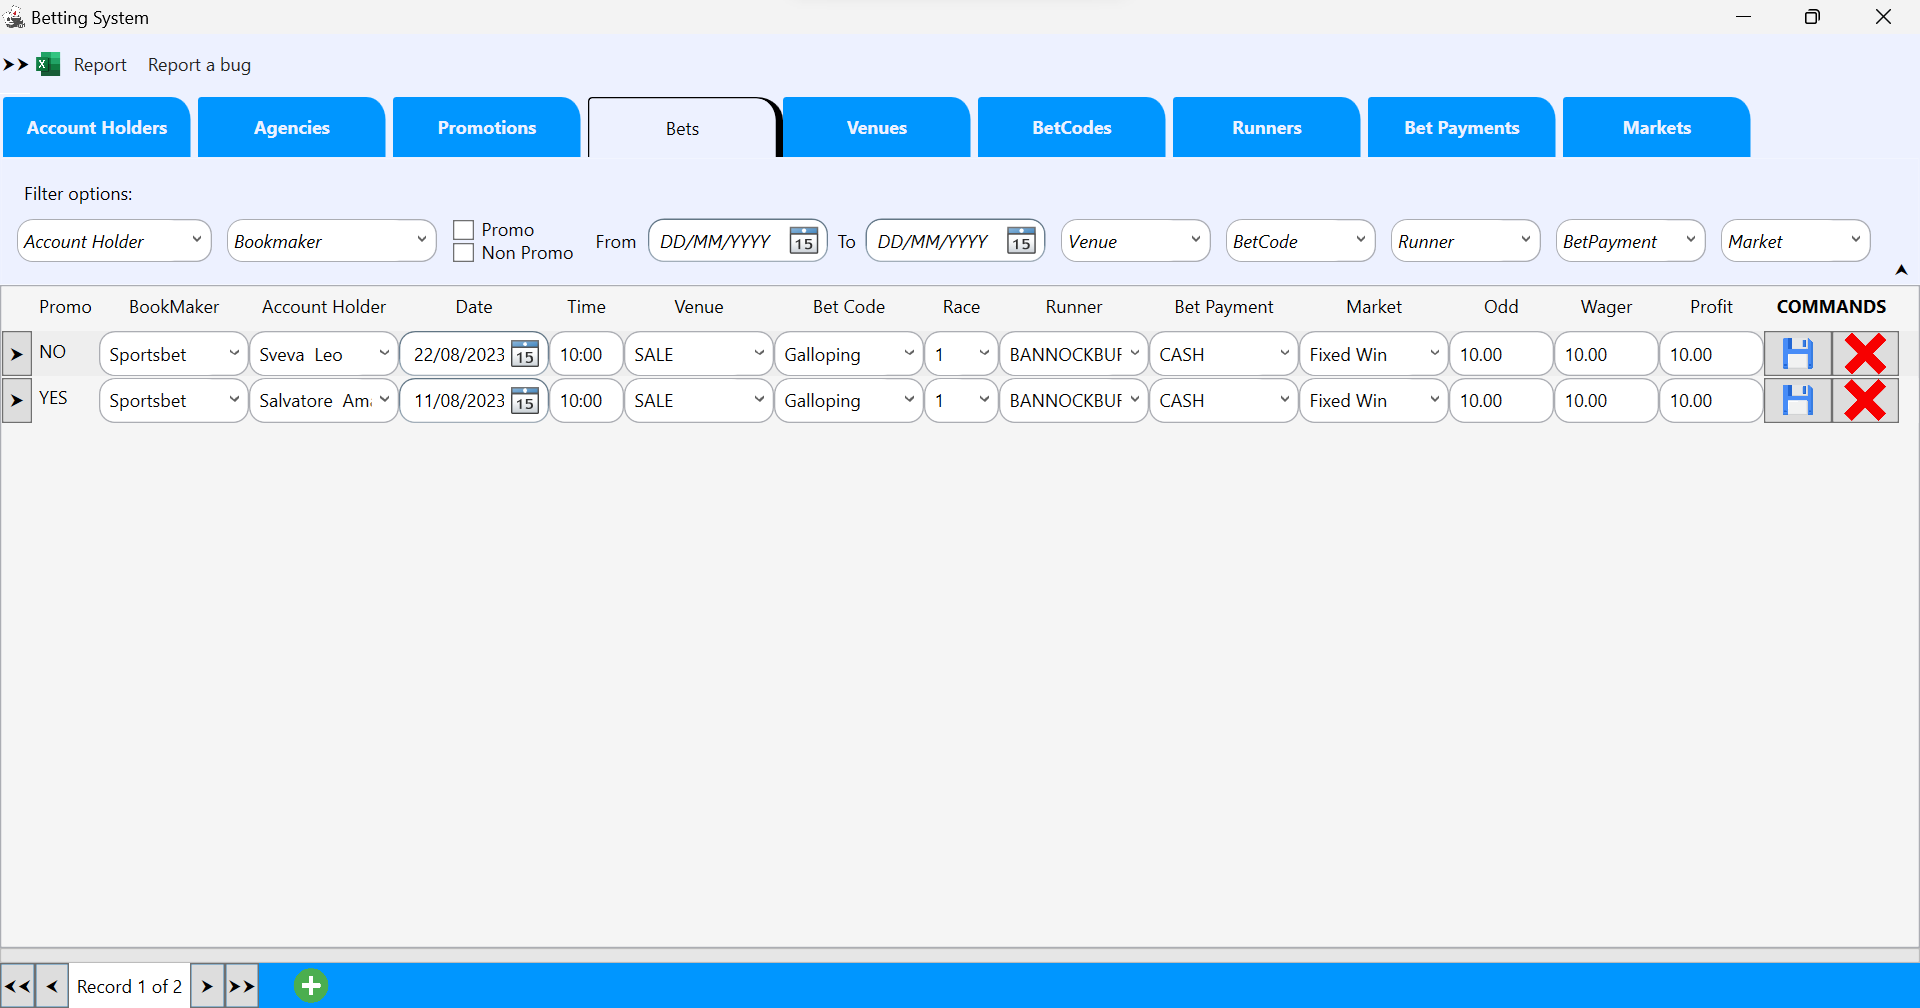 Betting System
Report Report a bug
Account Holders Agencies Promotions Bets Venues BetCodes Runners Bet Payments Markets
Filter options:
Account Holder Bookmaker Promo From DD/MM/YYYY 15 To DD/MM/YYYY 15 Venue BetCode Runner BetPayment Market
Non Promo
Promo BookMaker Account Holder Date Time Venue Bet Code Race Runner Bet Payment Market Odd Wager Profit COMMANDS
NO Sportsbet Sveva Leo 22/08/2023 15 10:00 SALE Galloping 1 BANNOCKBUF CASH Fixed Win 10.00 10.00 10.00
YES Sportsbet Salvatore Ama 11/08/2023 15 10:00 SALE Galloping 1 BANNOCKBUF CASH Fixed Win 10.00 10.00 10.00
Record 1 of 2